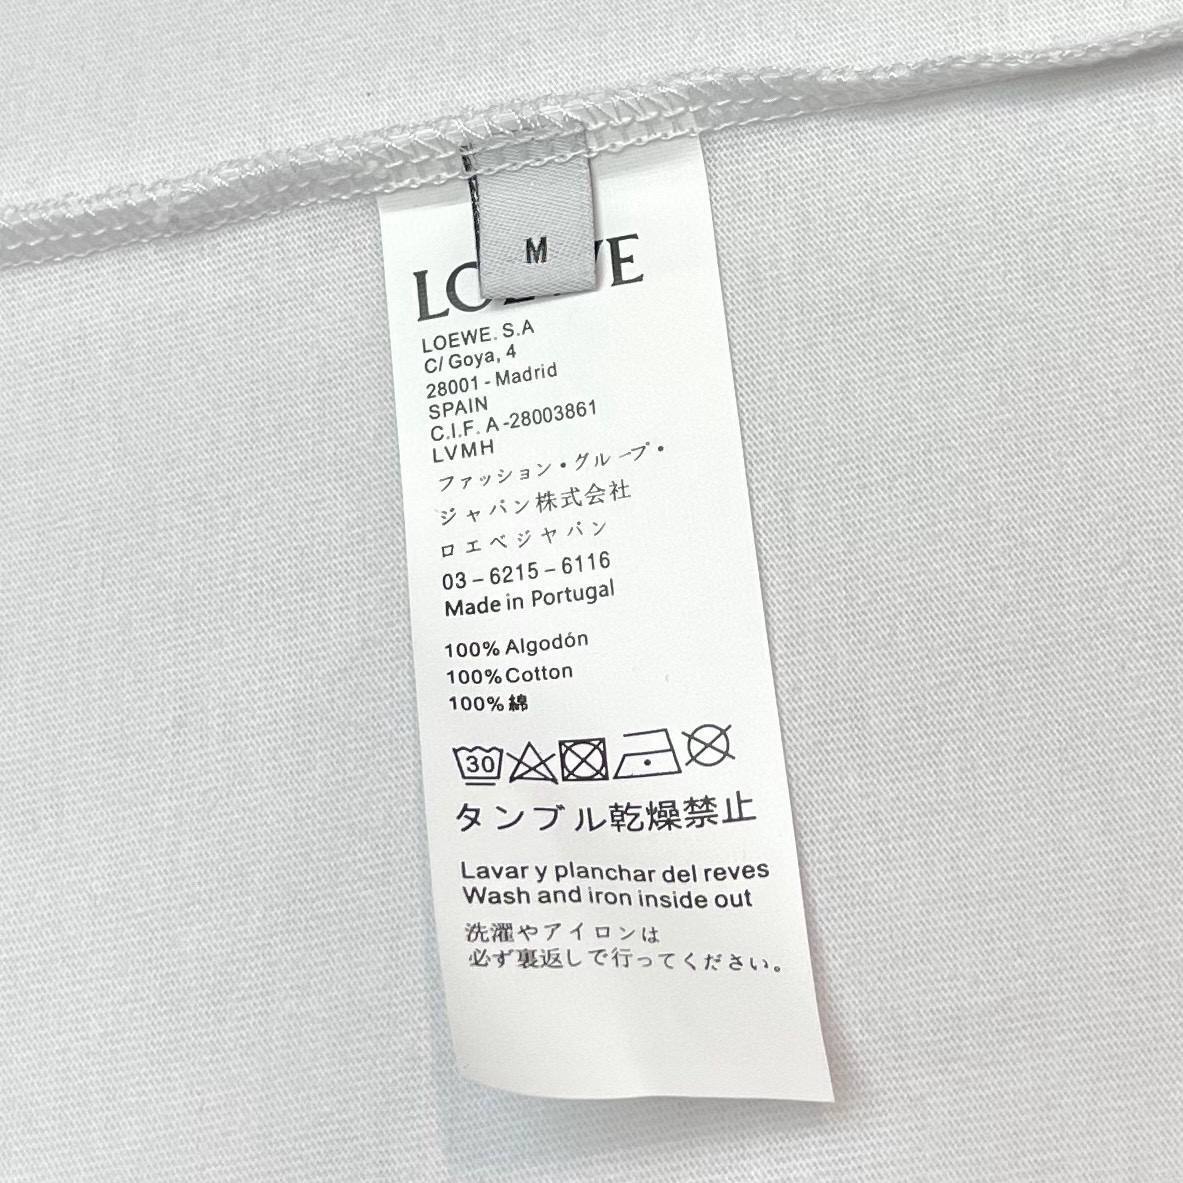 M
LOEWE
LOEWE. S.A
C/ Goya, 4
28001 - Madrid
SPAIN
C.I.F. A -28003861
LVMH
ファッション・グループ・
ジャパン株式会社
ロエベジャパン
03 – 6215 – 6116
Made in Portugal
100% Algodón
100% Cotton
100% 綿
30
タンブル乾燥禁止
Lavar y planchar del reves
Wash and iron inside out
洗濯やアイロンは
必ず裏返しで行ってください。